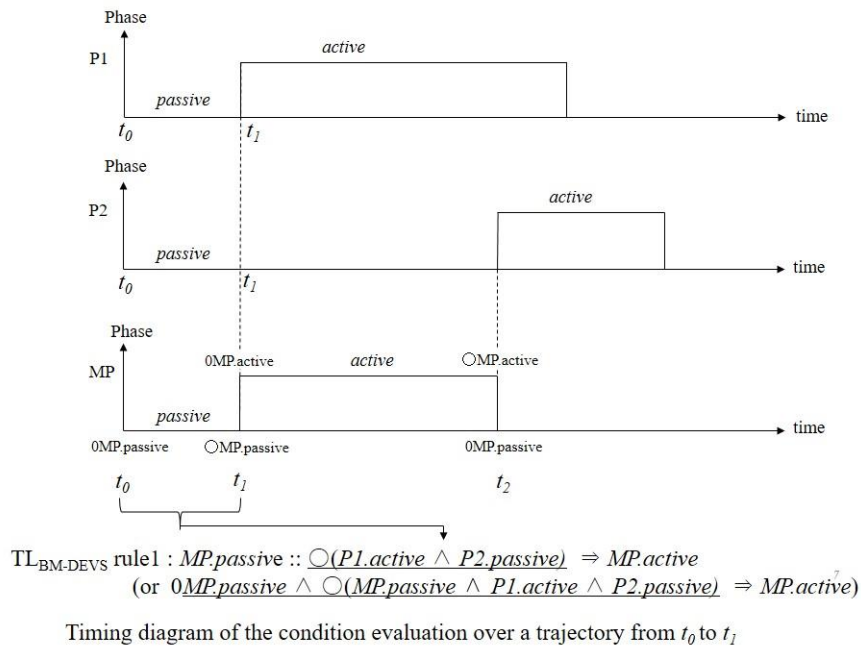 Phase
P1
active
passive
t0
t1
time
Phase
P2
active
passive
t0
t1
time
Phase
0MP.active
active
○MP.active
MP
passive
time
0MP.passive
○MP.passive
0MP.passive
t0
t1
t2
TLBM-DEVS rule1 : MP.passive :: ○(P1.active ∧ P2.passive) ⇒ MP.active
7
(or 0MP.passive ∧ ○(MP.passive ∧ P1.active ∧ P2.passive) ⇒ MP.active)
Timing diagram of the condition evaluation over a trajectory from t0 to t1